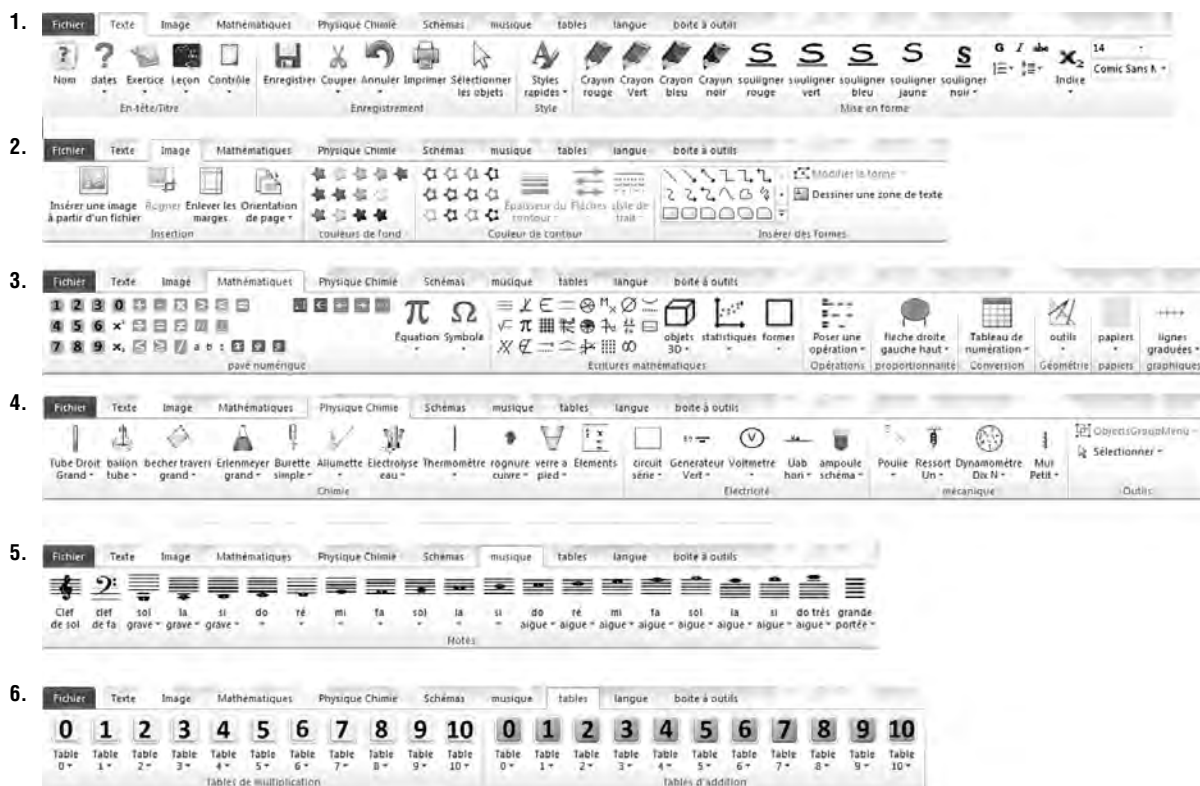 1. Fichier Texte Image Mathématiques Physique Chimie Schémas musique tables langue boite à outils
Nom dates Exercice Leçon Contrôle Enregistrer Couper Annuler Imprimer Sélectionner les objets Styles rapides Crayon rouge Crayon Vert Crayon bleu Crayon noir souligner rouge souligner vert souligner bleu souligner jaune souligner noir G I abc X₂ Indice 14 Comic Sans
En-tête/Titre Enregistrement Style Mise en forme
2. Fichier Texte Image Mathématiques Physique Chimie Schémas musique tables langue boite à outils
Insérer une image à partir d'un fichier Rogner Enlever les marges Orientation de page Épaisseur du contour Flèches style de trait Modifier la forme
Dessiner une zone de texte
Insertion couleurs de fond Couleur de contour Insérer des formes
3. Fichier Texte Image Mathématiques Physique Chimie Schémas musique tables langue boite à outils
1 2 3 0
4 5 6
7 8 9 a b :
π Ω
Équation Symbole objets 3D statistiques formes Poser une opération fleche droite gauche haut Tableau de numération outils papiers lignes graduées
pavé numérique Ecritures mathématiques Opérations proportionnalité Conversion Géométrie papiers graphiques
4. Fichier Texte Image Mathématiques Physique Chimie Schémas musique tables langue boite à outils
Tube Droit Grand ballon tube becher travers grand Erlenmeyer grand Burette simple Allumette Electrolyse eau Thermomètre rognure cuivre verre a pied Elements circuit série Generateur Vert Voltmetre Uab hori ampoule schéma Poulie Ressort Un Dynamomètre Dix N Mur Petit ObjectsGroupMenu
Sélectionner
Chimie Electricité mécanique Outils
5. Fichier Texte Image Mathématiques Physique Chimie Schémas musique tables langue boite à outils
Clef de sol clef de fa sol grave la grave si grave do ré mi fa sol la si do aigue ré aigue mi aigue fa aigue sol aigue la aigue si aigue do très aigue grande portée
Notes
6. Fichier Texte Image Mathématiques Physique Chimie Schémas musique tables langue boite à outils
0 1 2 3 4 5 6 7 8 9 10 0 1 2 3 4 5 6 7 8 9 10
Table Table Table Table Table Table Table Table Table Table Table Table Table Table Table Table Table Table Table Table Table Table
0 1 2 3 4 5 6 7 8 9 10 0 1 2 3 4 5 6 7 8 9 10
Tables de multiplication Tables d'addition